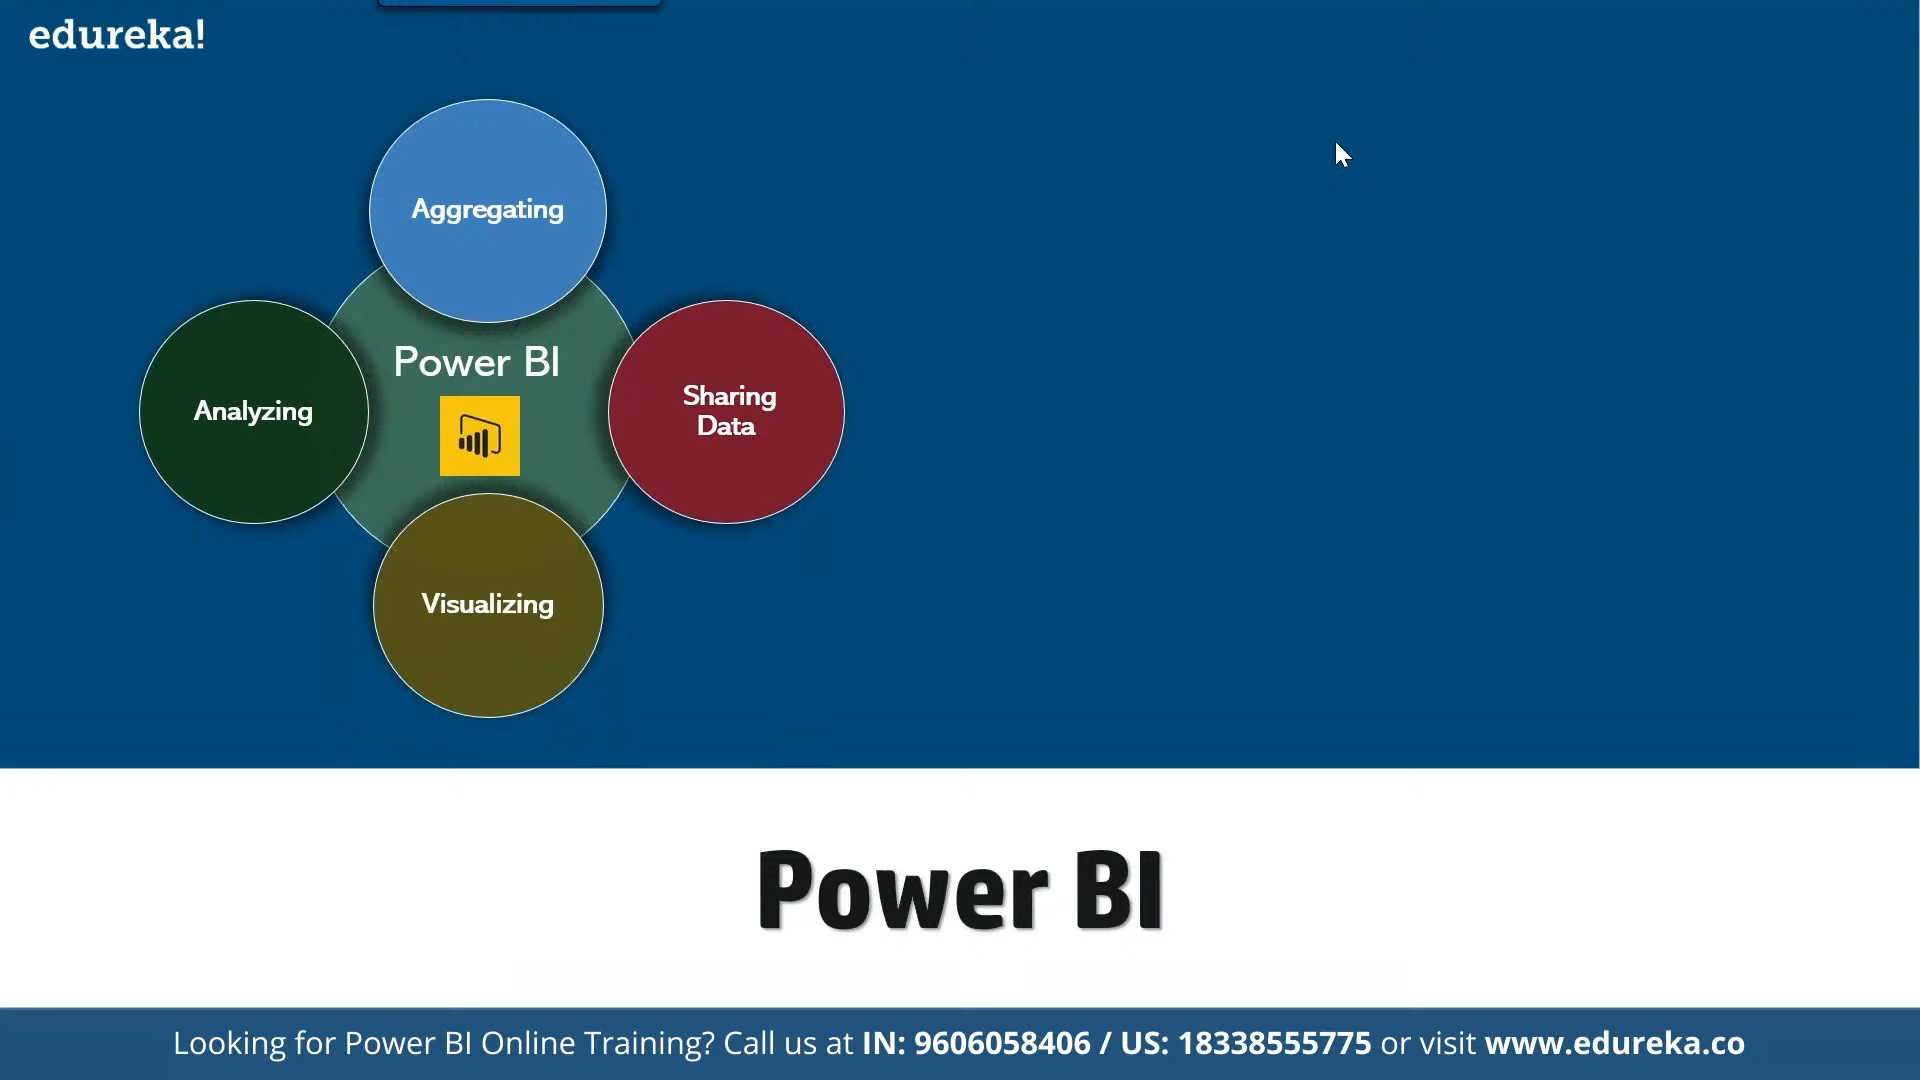 edureka!
Aggregating
Power BI
Analyzing
Sharing
Data
Visualizing
Power BI
Looking for Power BI Online Training? Call us at IN: 9606058406 / US: 18338555775 or visit www.edureka.co